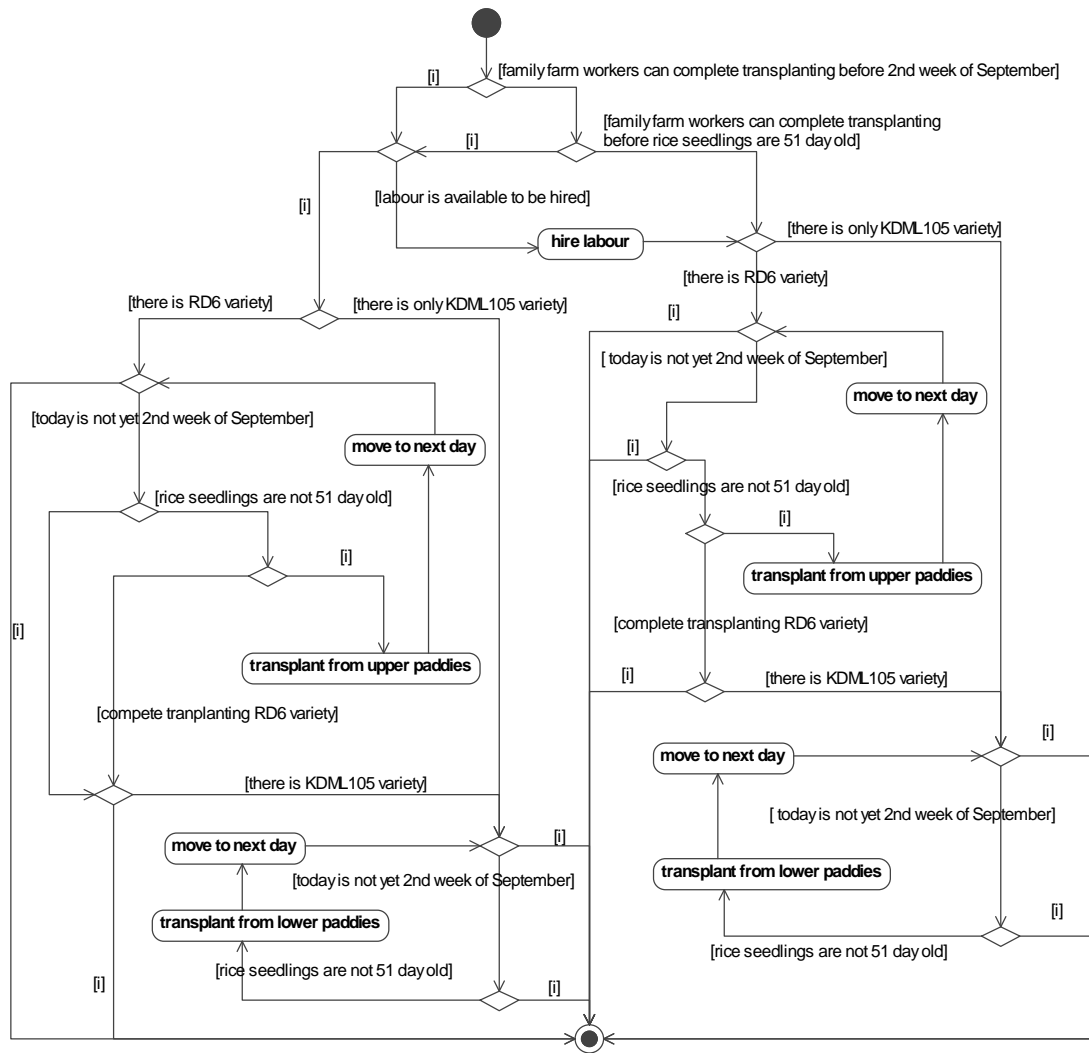 [family farm workers can complete transplanting before 2nd week of September]
[i]
[family farm workers can complete transplanting
before rice seedlings are 51 day old]
[i]
[labour is available to be hired]
[i]
hire labour
[there is only KDML105 variety]
[there is RD6 variety]
[there is RD6 variety]
[there is only KDML105 variety]
[i]
[ today is not yet 2nd week of September]
[today is not yet 2nd week of September]
move to next day
move to next day
[i]
[rice seedlings are not 51 day old]
[rice seedlings are not 51 day old]
[i]
[i]
transplant from upper paddies
[i]
[complete transplanting RD6 variety]
transplant from upper paddies
[i]
[there is KDML105 variety]
[compete tranplanting RD6 variety]
[i]
move to next day
[there is KDML105 variety]
[ today is not yet 2nd week of September]
move to next day
[i]
[today is not yet 2nd week of September]
transplant from lower paddies
transplant from lower paddies
[i]
[rice seedlings are not 51 day old]
[rice seedlings are not 51 day old]
[i]
[i]